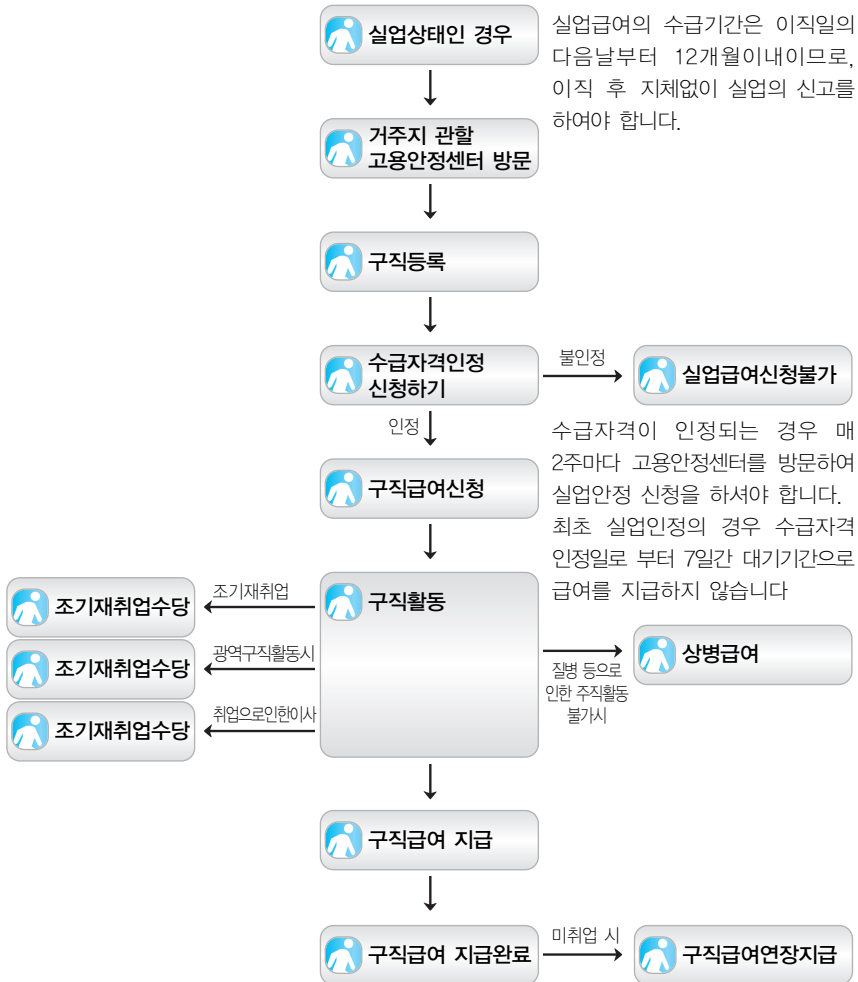 실업상태인 경우
실업급여의 수급기간은 이직일의
다음날부터 12개월이내이므로,
이직 후 지체없이 실업의 신고를
하여야 합니다.
거주지 관할
고용안정센터 방문
구직등록
수급자격인정
신청하기
불인정
실업급여신청불가
인정
수급자격이 인정되는 경우 매
2주마다 고용안정센터를 방문하여
실업안정 신청을 하셔야 합니다.
최초 실업인정의 경우 수급자격
인정일로 부터 7일간 대기기간으로
급여를 지급하지 않습니다
구직급여신청
구직활동
조기재취업
조기재취업수당
광역구직활동시
조기재취업수당
취업으로인한이사
조기재취업수당
질병 등으로
인한 주직활동
불가시
상병급여
구직급여 지급
구직급여 지급완료
미취업 시
구직급여연장지급